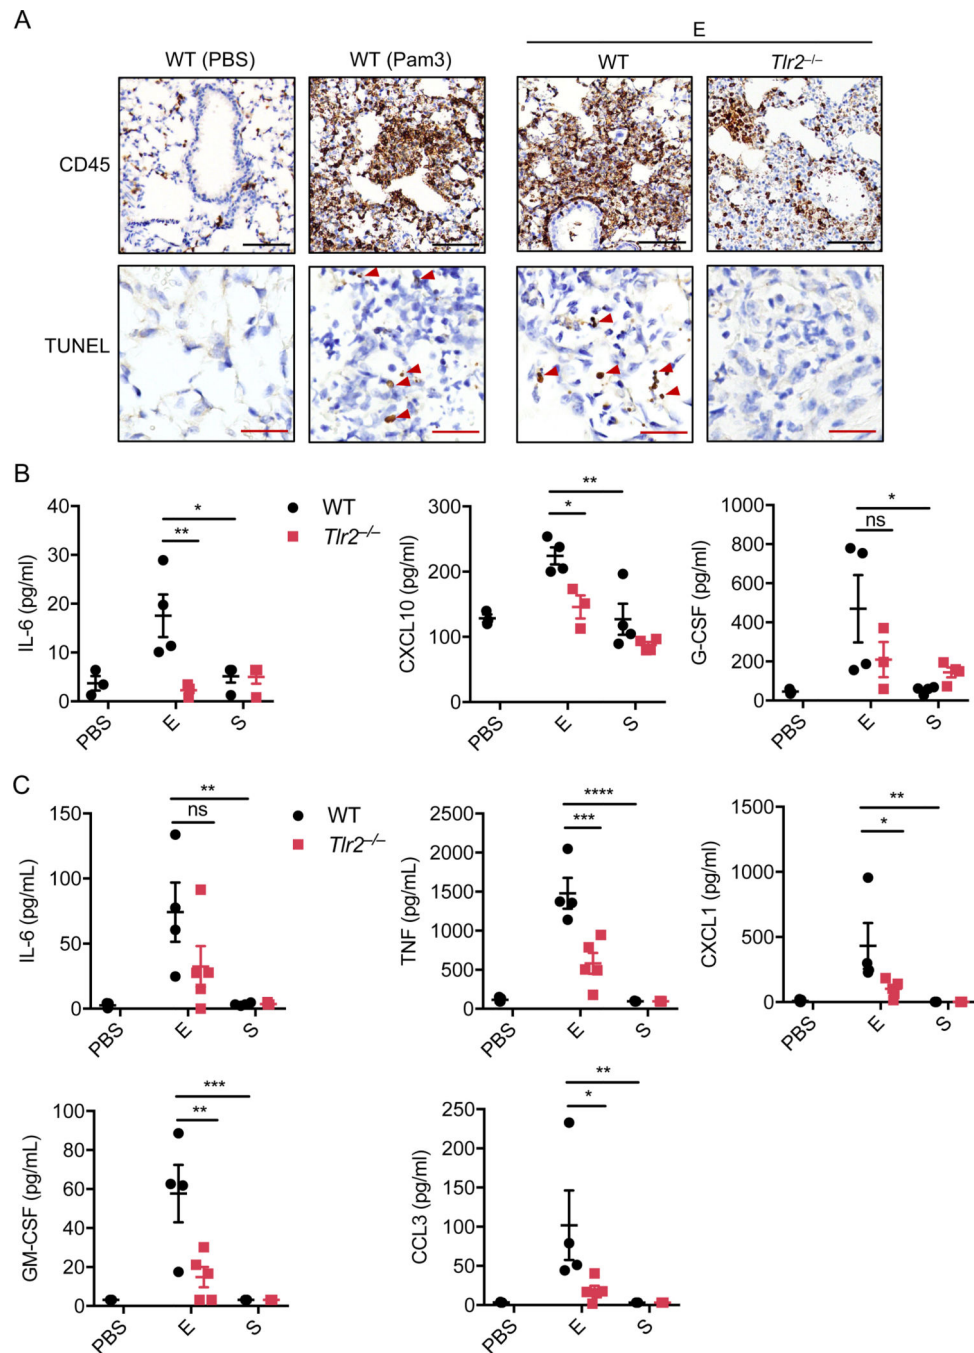 A
E
WT (PBS) WT (Pam3) WT Tlr2–/–
CD45
TUNEL
B
IL-6 (pg/ml)
40
30
20
10
0
*
**
PBS E S
WT
Tlr2–/–
CXCL10 (pg/ml)
300
200
100
0
**
*
PBS E S
G-CSF (pg/ml)
1000
800
600
400
200
0
*
ns
PBS E S
C
IL-6 (pg/mL)
150
100
50
0
**
ns
PBS E S
WT
Tlr2–/–
TNF (pg/mL)
2500
2000
1500
1000
500
0
****
***
PBS E S
CXCL1 (pg/ml)
1500
1000
500
0
**
*
PBS E S
GM-CSF (pg/mL)
100
80
60
40
20
0
***
**
PBS E S
CCL3 (pg/ml)
250
200
150
100
50
0
**
*
PBS E S